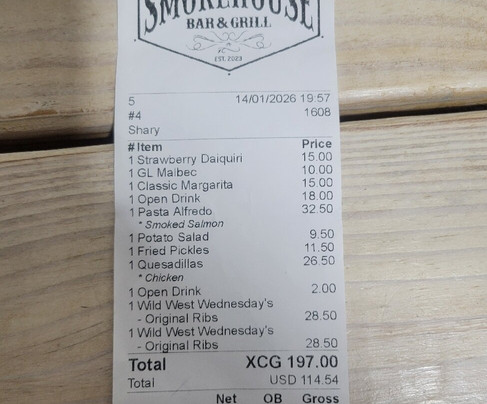 SMOKEHOUSE
BAR & GRILL
EST. 2023
5 14/01/2026 19:57
#4 1608
Shary
# Item Price
1 Strawberry Daiquiri 15.00
1 GL Malbec 10.00
1 Classic Margarita 15.00
1 Open Drink 18.00
1 Pasta Alfredo 32.50
* Smoked Salmon
1 Potato Salad 9.50
1 Fried Pickles 11.50
1 Quesadillas 26.50
* Chicken
1 Open Drink 2.00
1 Wild West Wednesday's
- Original Ribs 28.50
1 Wild West Wednesday's
- Original Ribs 28.50
Total XCG 197.00
Total USD 114.54
Net OB Gross